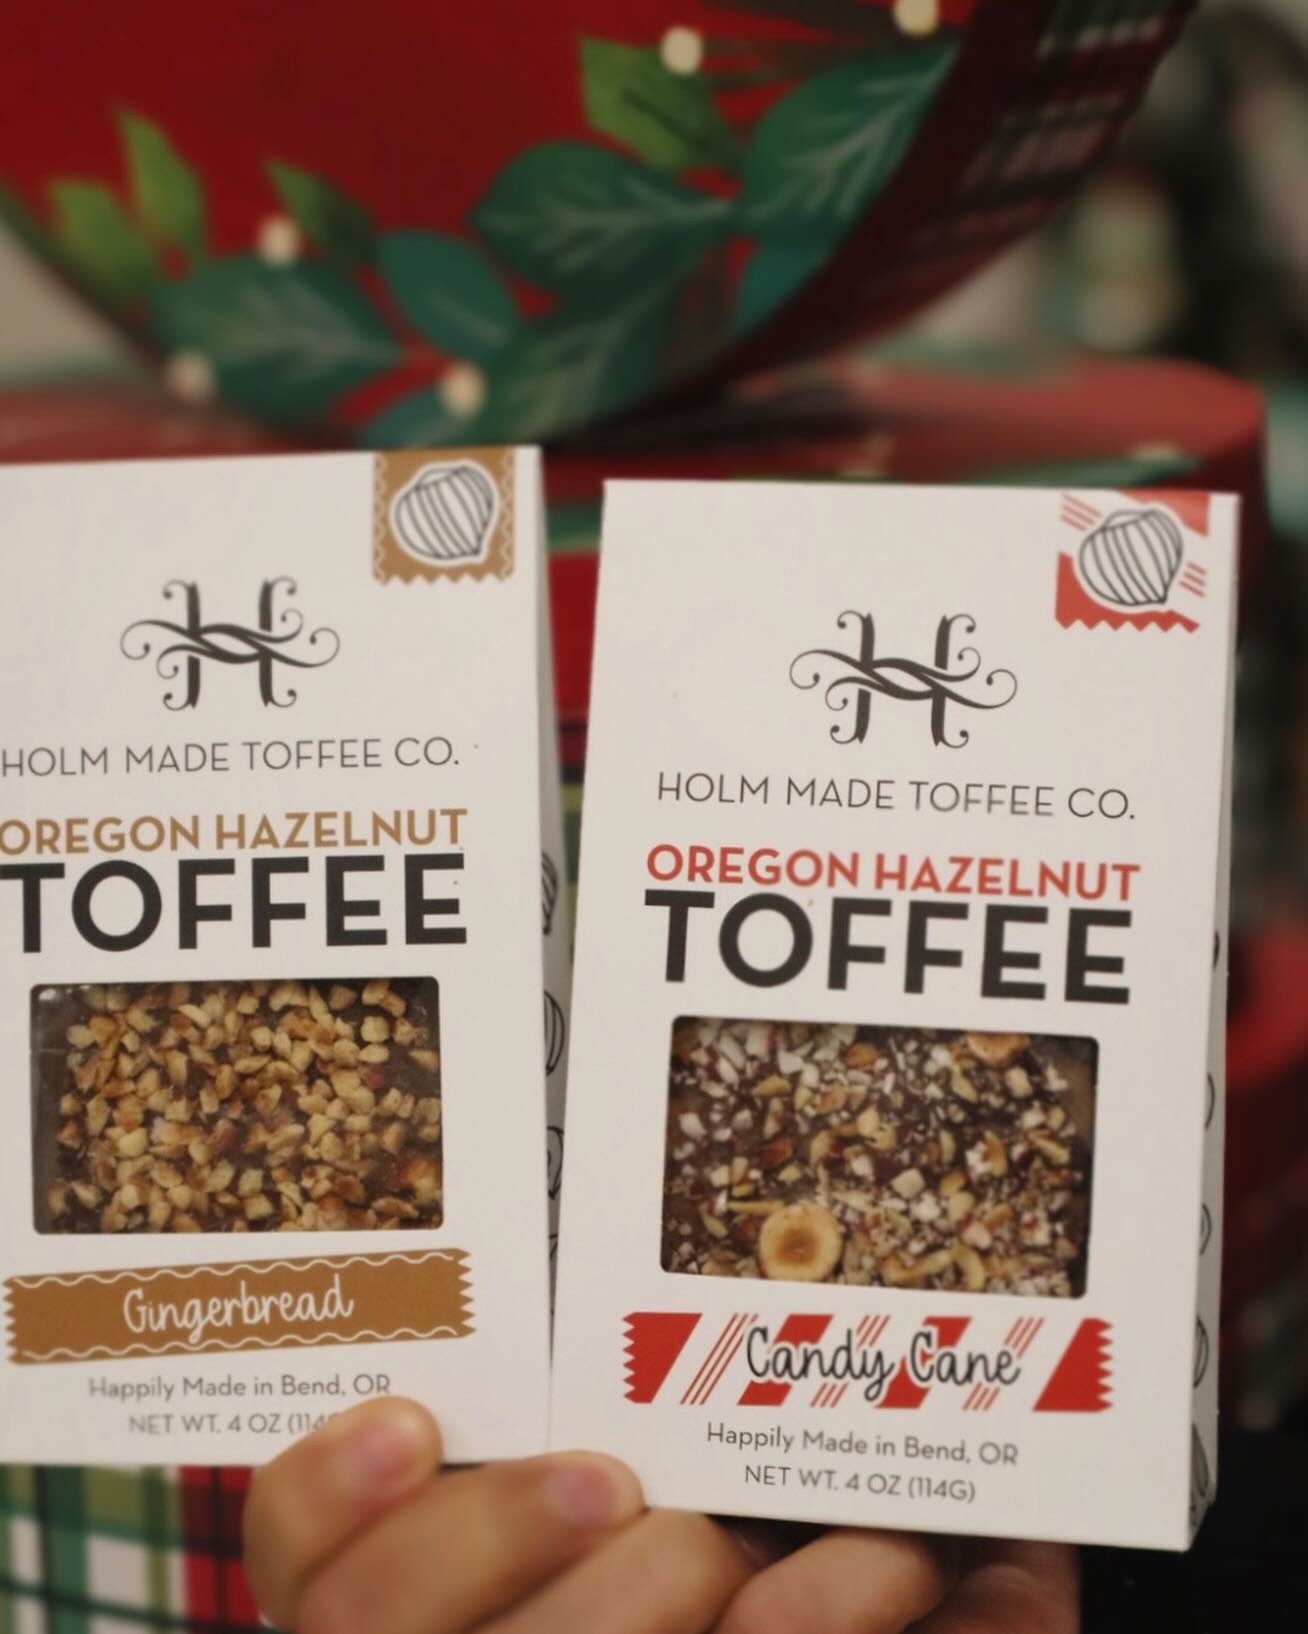 H
HOLM MADE TOFFEE CO.
OREGON HAZELNUT
TOFFEE
Gingerbread
Happily Made in Bend, OR
NET WT. 4 OZ (114
H
HOLM MADE TOFFEE CO.
OREGON HAZELNUT
TOFFEE
Candy Cane
Happily Made in Bend, OR
NET WT. 4 OZ (114G)